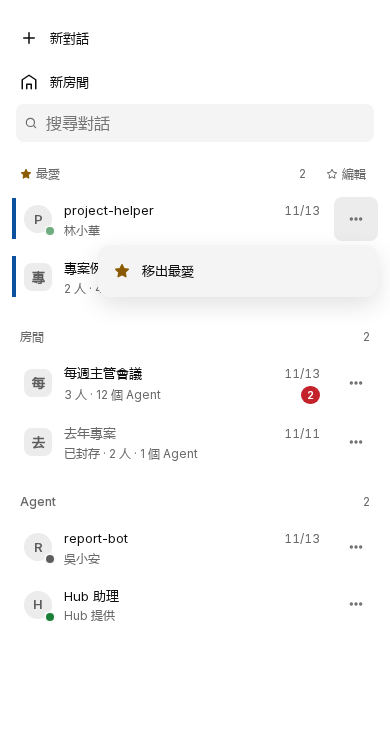 新對話
新房間
搜尋對話
最愛 2 編輯
P project-helper 11/13
林小華
專 專案
2 人 ·
移出最愛
房間 2
每 每週主管會議 11/13
3 人 · 12 個 Agent 2
去 去年專案 11/11
已封存 · 2 人 · 1 個 Agent
Agent 2
R report-bot 11/13
吳小安
H Hub 助理
Hub 提供